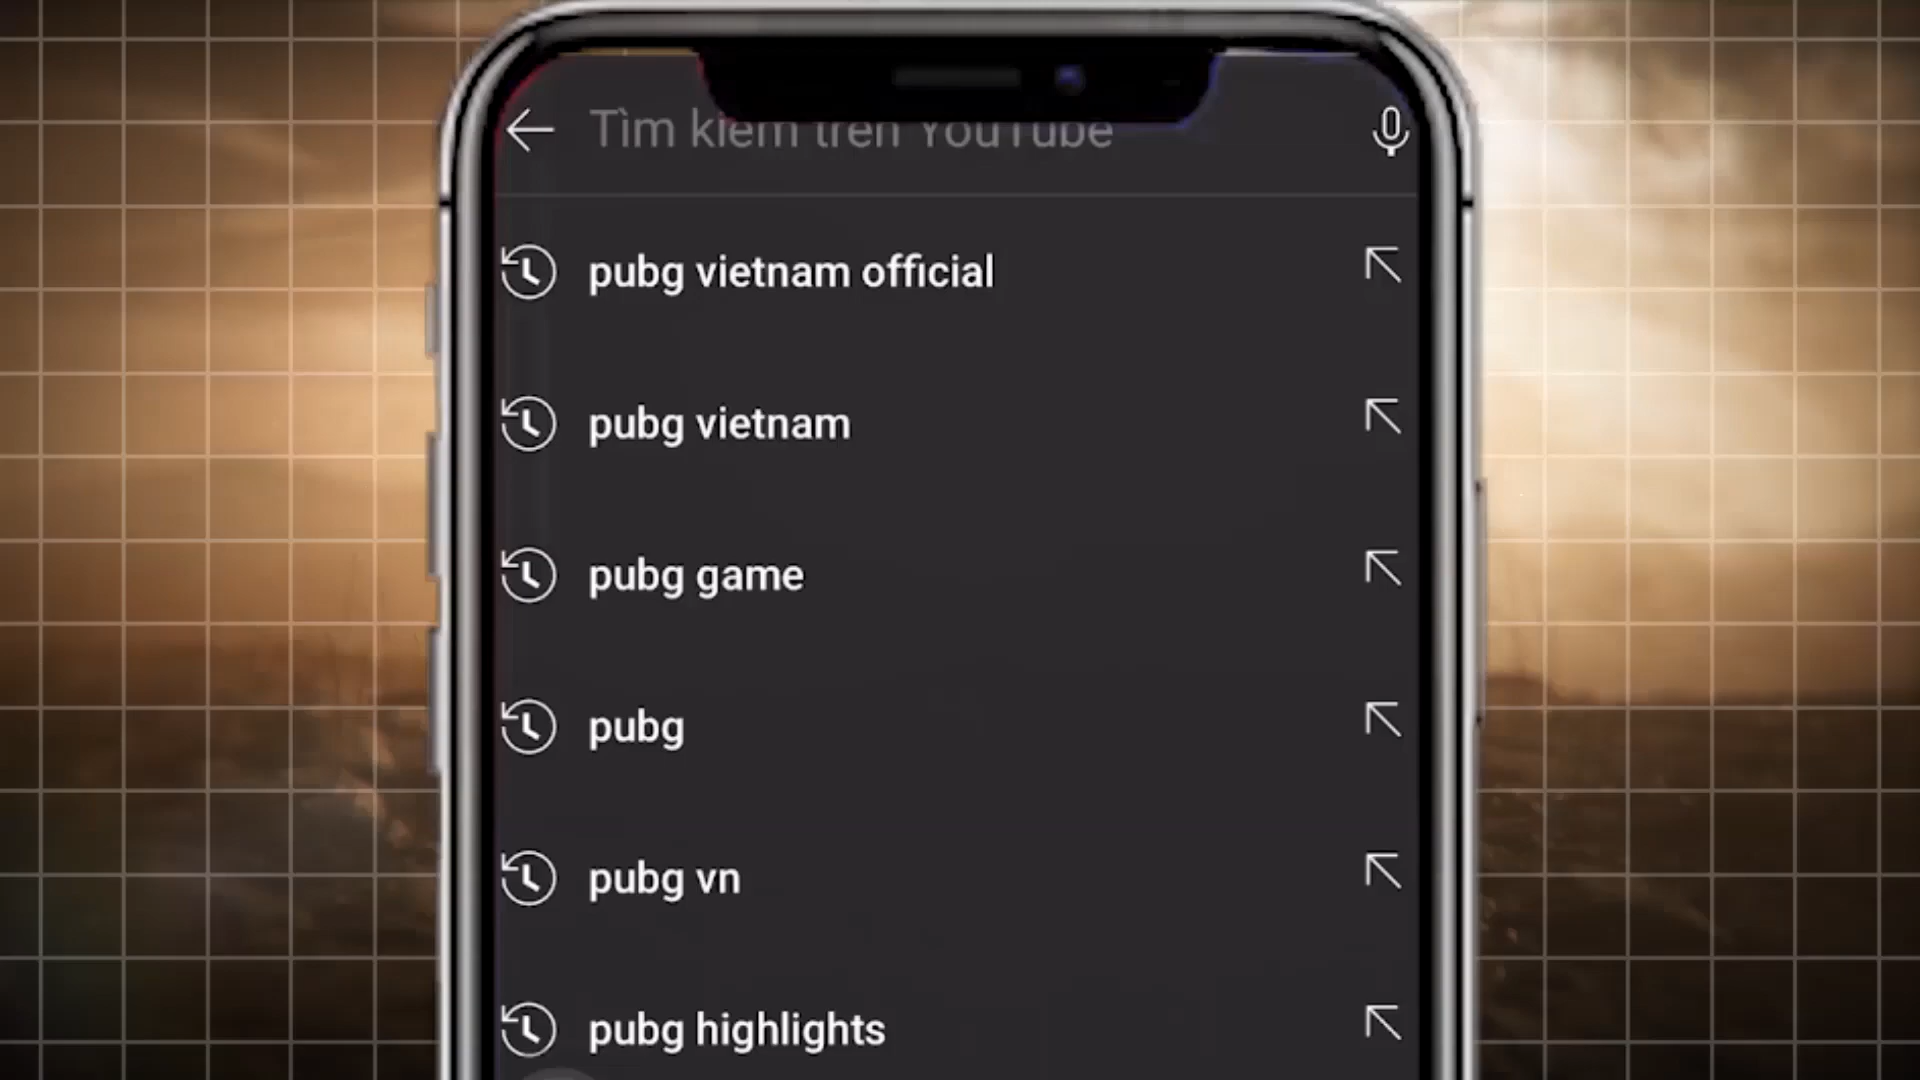 Tìm kiếm trên YouTube
pubg vietnam official
pubg vietnam
pubg game
pubg
pubg vn
pubg highlights